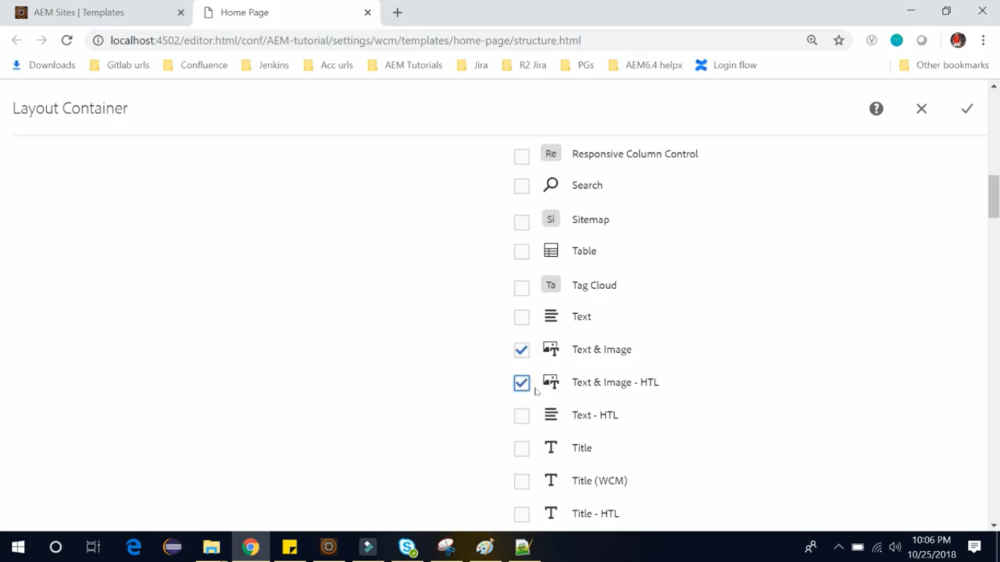 AEM Sites | Templates
Home Page
localhost:4502/editor.html/conf/AEM-tutorial/settings/wcm/templates/home-page/structure.html
Downloads Gitlab urls Confluence Jenkins Acc urls AEM Tutorials Jira R2 Jira PGs AEM6.4 helpx Login flow Other bookmarks
Layout Container
Re Responsive Column Control
Search
Si Sitemap
Table
Ta Tag Cloud
Text
Text & Image
Text & Image - HTL
Text - HTL
Title
Title (WCM)
Title - HTL
10:06 PM
10/25/2018